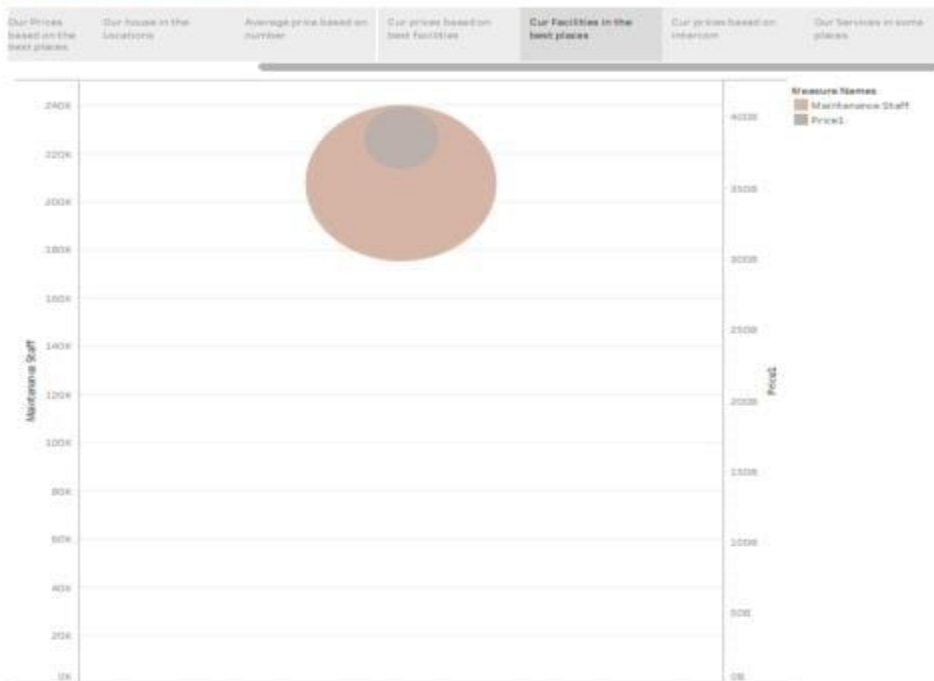 Our Prices
based on the
best places
Our house in the
Locations
Average price based on
number
Cur prices based on
best facilities
Cur Facilities in the
best places
Cur prices based on
intercom
Our Services in some
places
Measure Names
Maintenance Staff
Price1
240K
220K
200K
180K
160K
140K
120K
100K
80K
60K
40K
20K
0K
Maintenance Staff
400B
350B
300B
250B
200B
150B
100B
50B
0B
Price1